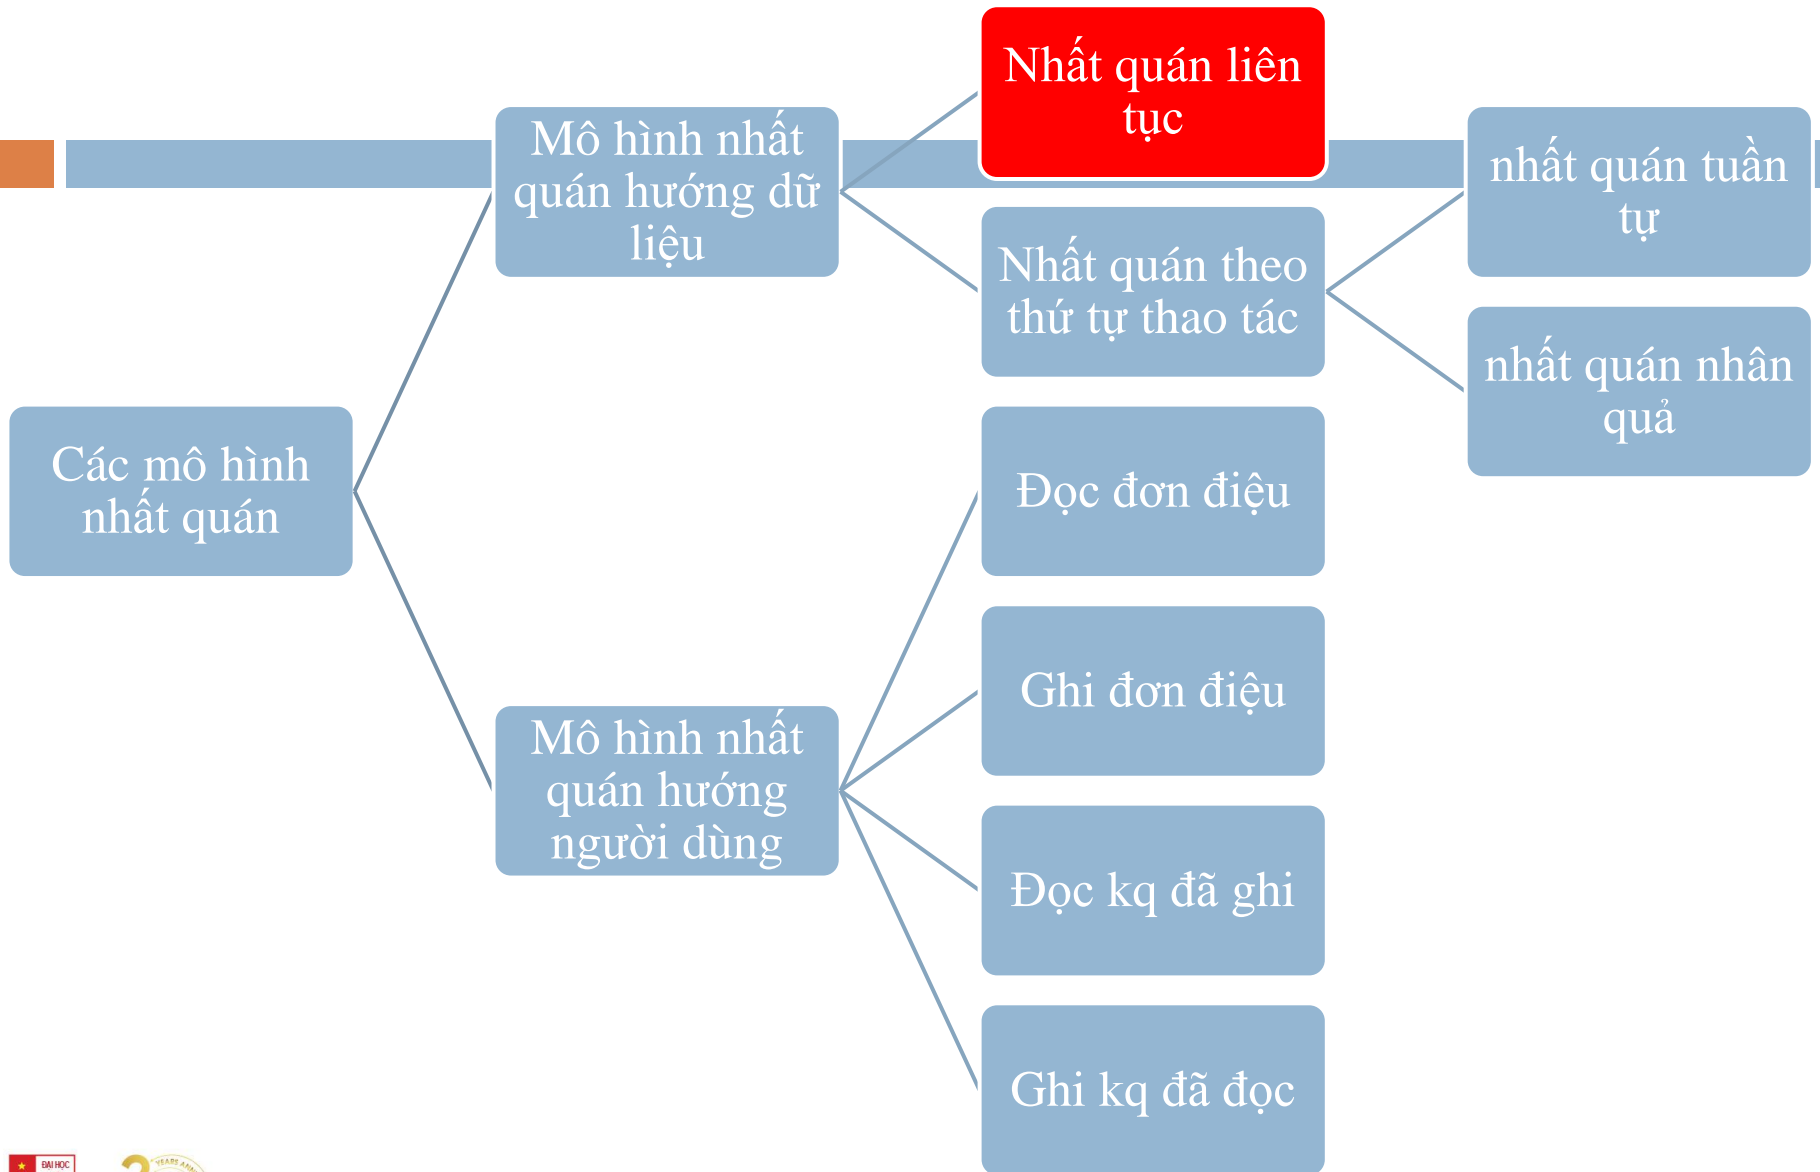 Nhất quán liên
tục
Mô hình nhất
quán hướng dữ
liệu
nhất quán tuần
tự
Nhất quán theo
thứ tự thao tác
nhất quán nhân
quả
Các mô hình
nhất quán
Đọc đơn điệu
Ghi đơn điệu
Mô hình nhất
quán hướng
người dùng
Đọc kq đã ghi
Ghi kq đã đọc
ĐẠI HỌC